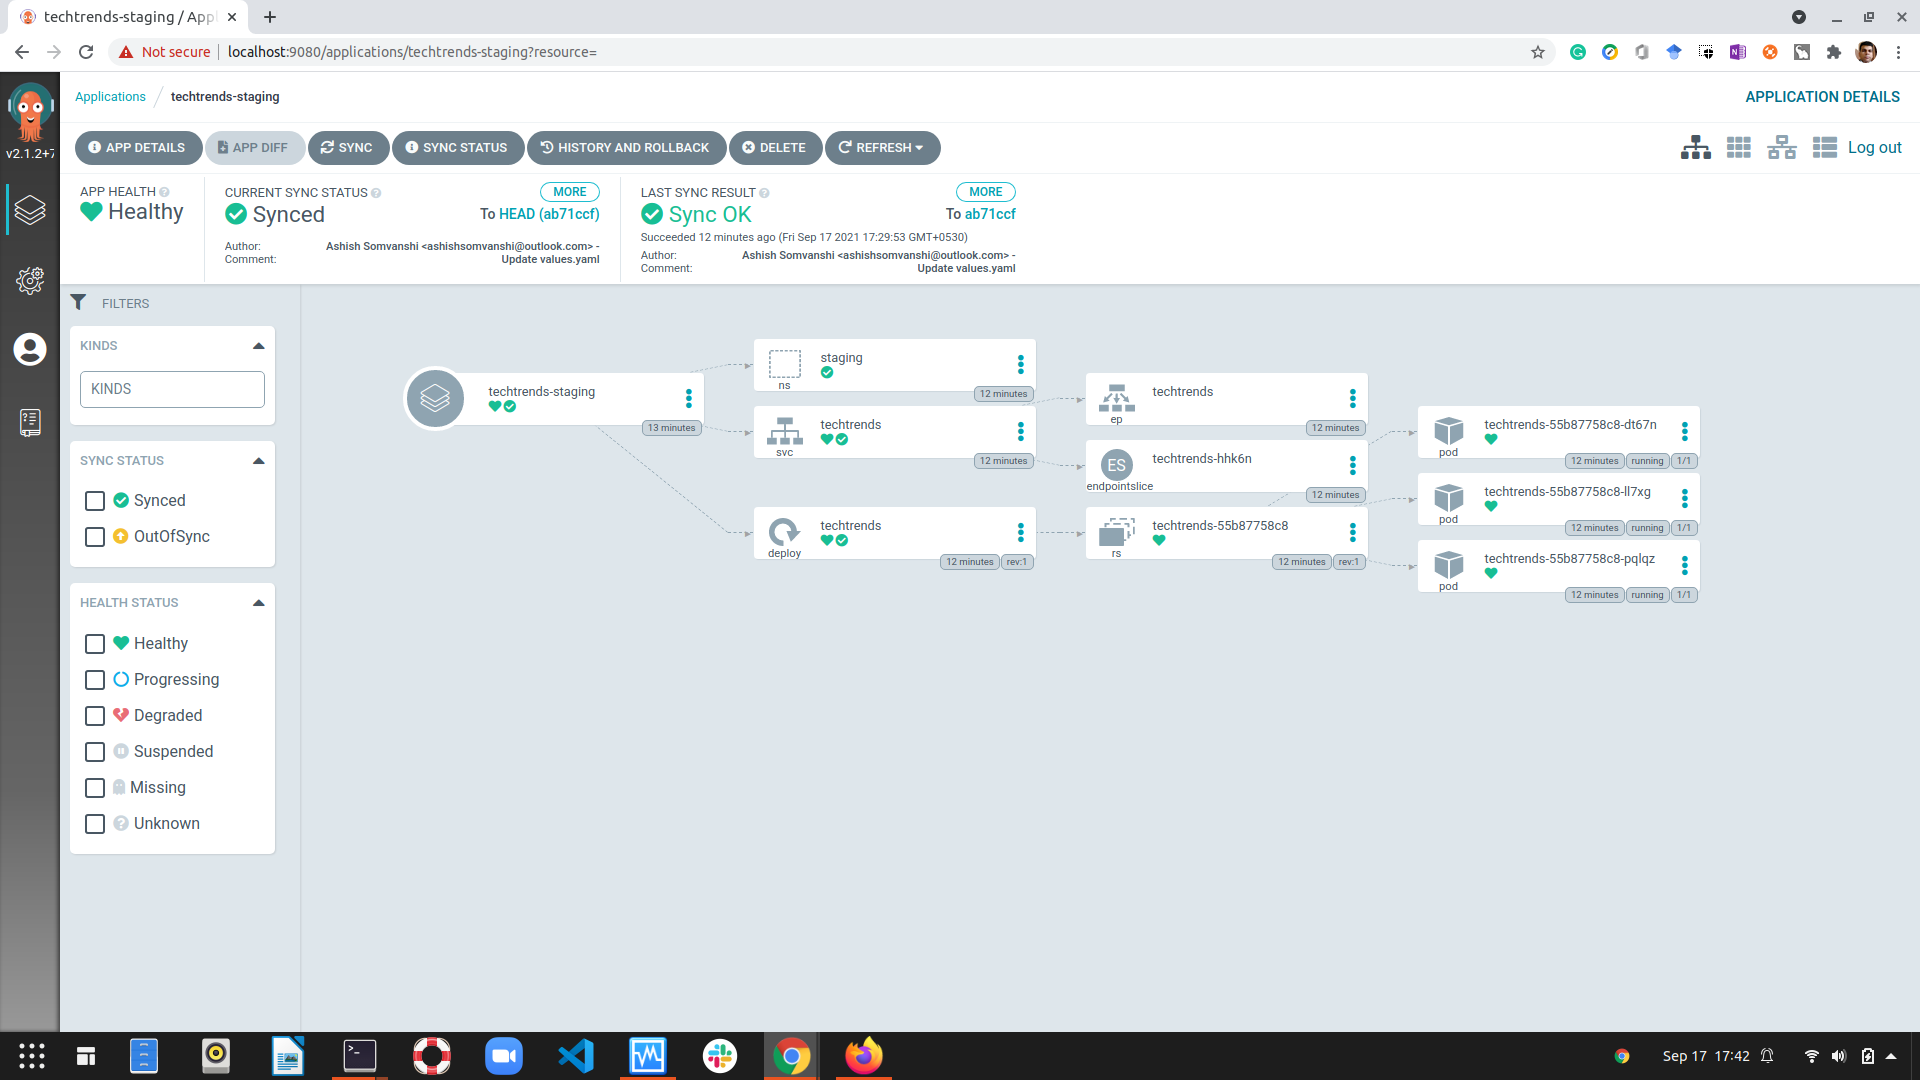 techtrends-staging / Appl
Not secure
localhost:9080/applications/techtrends-staging?resource=
Applications
techtrends-staging
APPLICATION DETAILS
v2.1.2+7
APP DETAILS
APP DIFF
SYNC
SYNC STATUS
HISTORY AND ROLLBACK
DELETE
REFRESH
Log out
APP HEALTH
Healthy
CURRENT SYNC STATUS
MORE
Synced
To HEAD (ab71ccf)
Author: Ashish Somvanshi <ashishsomvanshi@outlook.com> -
Comment: Update values.yaml
LAST SYNC RESULT
MORE
Sync OK
To ab71ccf
Succeeded 12 minutes ago (Fri Sep 17 2021 17:29:53 GMT+0530)
Author: Ashish Somvanshi <ashishsomvanshi@outlook.com> -
Comment: Update values.yaml
FILTERS
KINDS
KINDS
SYNC STATUS
Synced
OutOfSync
HEALTH STATUS
Healthy
Progressing
Degraded
Suspended
Missing
Unknown
techtrends-staging
13 minutes
staging
ns
12 minutes
techtrends
svc
12 minutes
techtrends
deploy
12 minutes rev:1
techtrends
ep
12 minutes
ES
techtrends-hhk6n
endpointslice
12 minutes
techtrends-55b87758c8
rs
12 minutes rev:1
techtrends-55b87758c8-dt67n
pod
12 minutes running 1/1
techtrends-55b87758c8-ll7xg
pod
12 minutes running 1/1
techtrends-55b87758c8-pqlqz
pod
12 minutes running 1/1
Sep 17 17:42